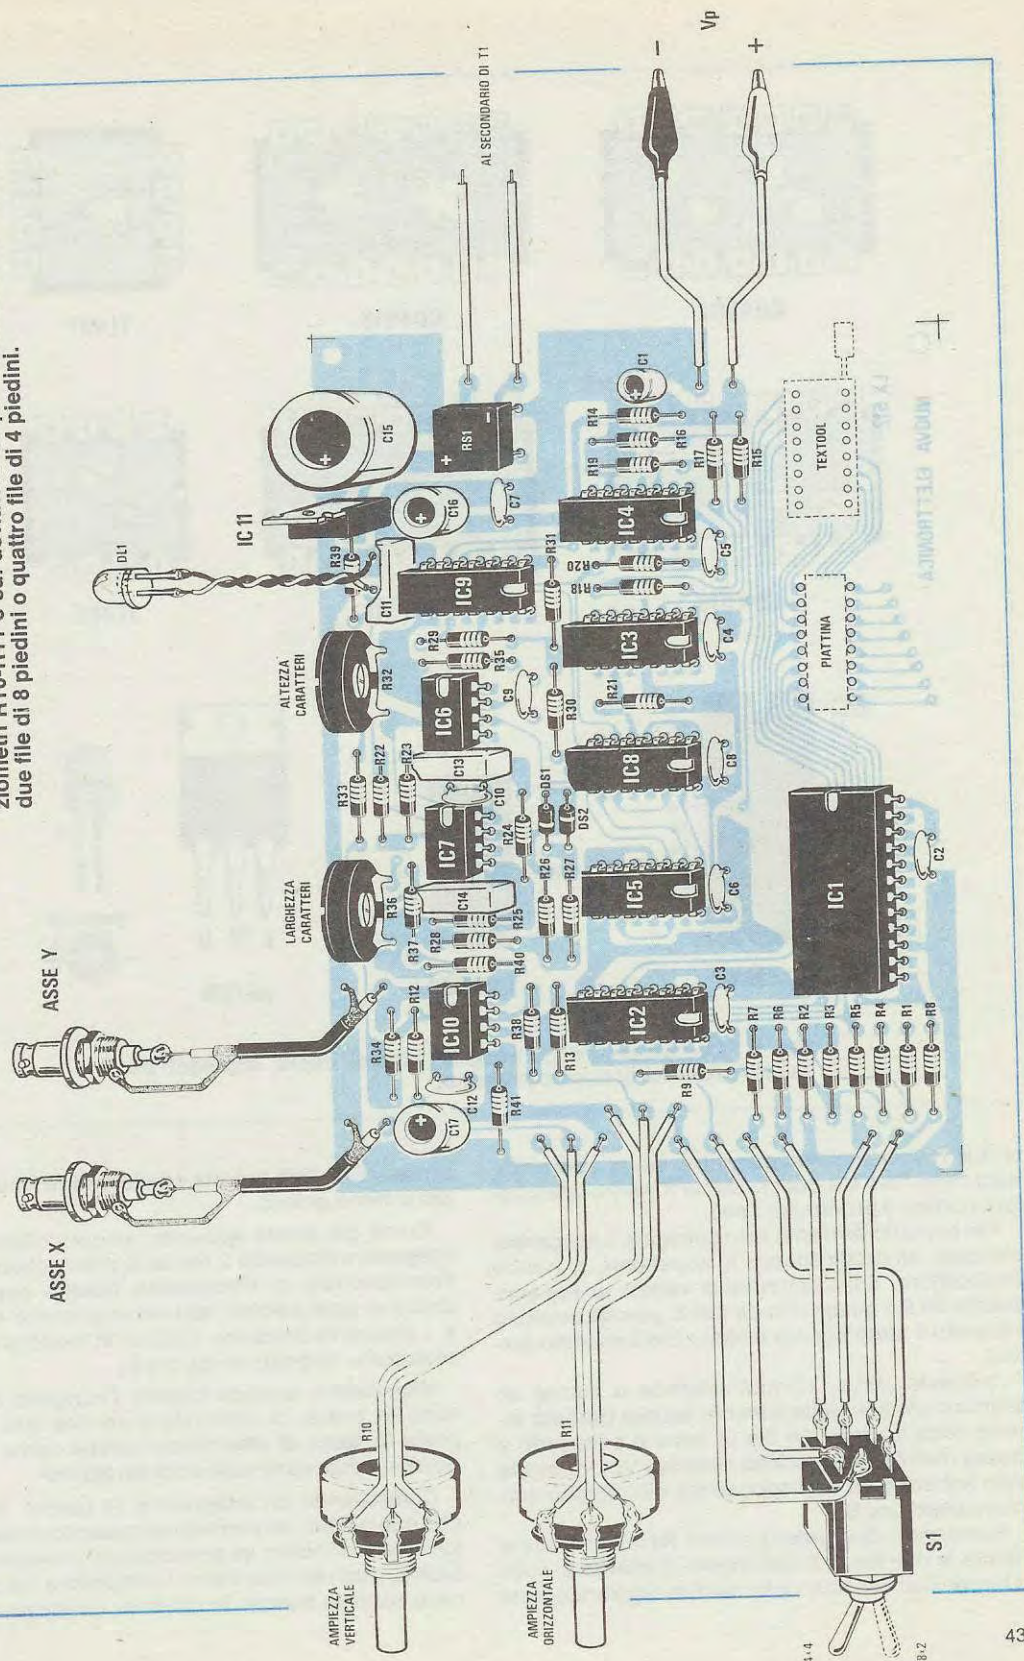 due file di 8 piedini o quattro file di 4 piedini.
AL SECONDARIO DI T1
Vp
−
+
DL1
IC 11
C15
RS1
+
-
C16
C7
R39
C11
IC9
R31
R29
R35
ALTEZZA
CARATTERI
R32
IC6
C9
R30
C13
C10
R33
R22
R23
IC7
R24
DS1
DS2
LARGHEZZA
CARATTERI
R36
R37
C14
R25
R28
R40
R26
R27
ASSE Y
ASSE X
R34
R12
IC10
C12
C17
R41
R38
R13
C1
R14
R16
R19
R17
R15
IC4
C5
R20
R18
IC3
C4
R21
IC8
C8
IC5
C6
IC2
C3
R9
TEXTOOL
PIATTINA
LX 522
NUOVA ELETTRONICA
IC1
C2
R7
R6
R2
R3
R5
R4
R1
R8
R10
AMPIEZZA
VERTICALE
R11
AMPIEZZA
ORIZZONTALE
S1
4x4
8x2
43